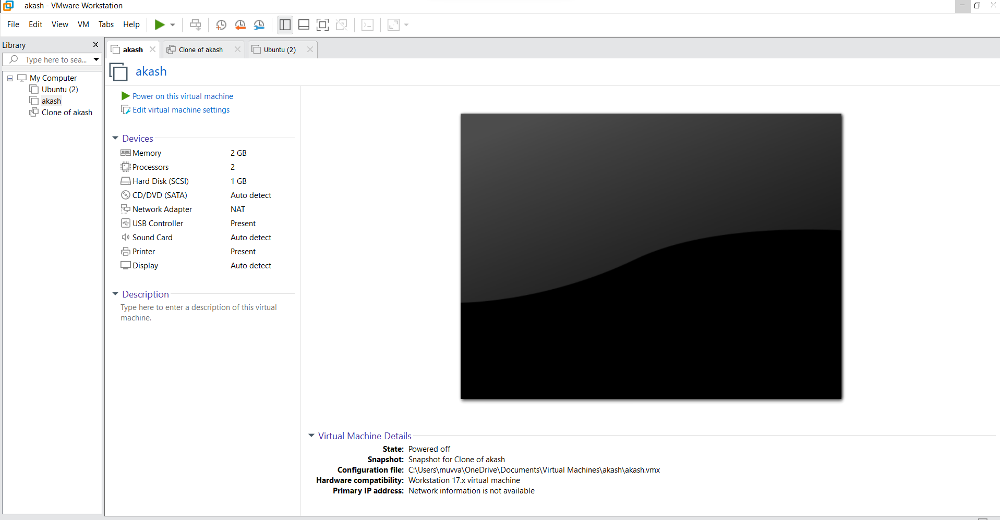 akash - VMware Workstation
File Edit View VM Tabs Help
Library
Type here to sea...
My Computer
Ubuntu (2)
akash
Clone of akash
akash Clone of akash Ubuntu (2)
akash
Power on this virtual machine
Edit virtual machine settings
Devices
Memory 2 GB
Processors 2
Hard Disk (SCSI) 1 GB
CD/DVD (SATA) Auto detect
Network Adapter NAT
USB Controller Present
Sound Card Auto detect
Printer Present
Display Auto detect
Description
Type here to enter a description of this virtual
machine.
Virtual Machine Details
State: Powered off
Snapshot: Snapshot for Clone of akash
Configuration file: C:\Users\muvva\OneDrive\Documents\Virtual Machines\akash\akash.vmx
Hardware compatibility: Workstation 17.x virtual machine
Primary IP address: Network information is not available